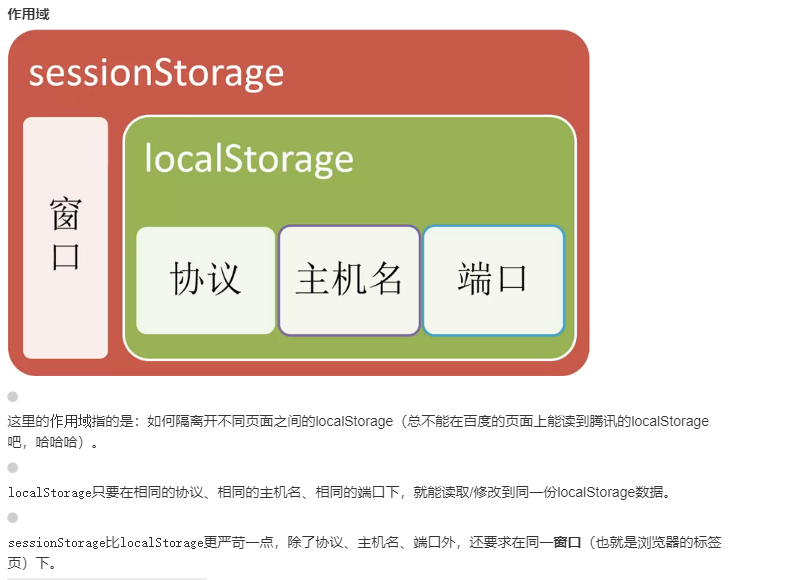 作用域
sessionStorage
localStorage
窗口
协议
主机名
端口
这里的作用域指的是：如何隔离开不同页面之间的localStorage（总不能在百度的页面上能读到腾讯的localStorage
吧，哈哈哈）。
localStorage只要在相同的协议、相同的主机名、相同的端口下，就能读取/修改到同一份localStorage数据。
sessionStorage比localStorage更严苛一点，除了协议、主机名、端口外，还要求在同一窗口（也就是浏览器的标签
页）下。